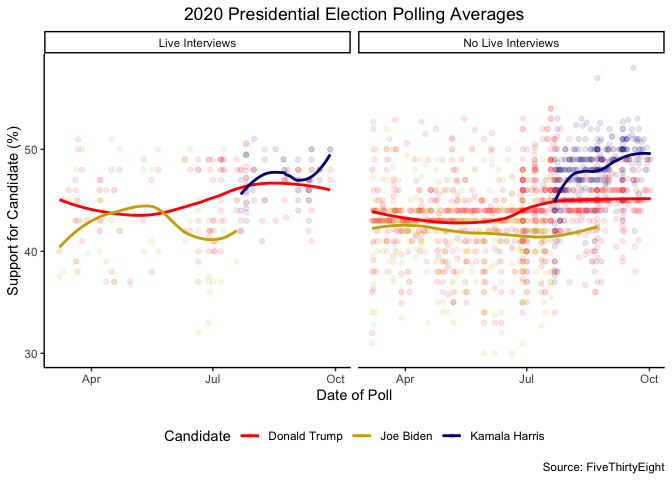 2020 Presidential Election Polling Averages
Live Interviews
No Live Interviews
Support for Candidate (%)
50
40
30
Apr
Jul
Oct
Apr
Jul
Oct
Date of Poll
Candidate
Donald Trump
Joe Biden
Kamala Harris
Source: FiveThirtyEight